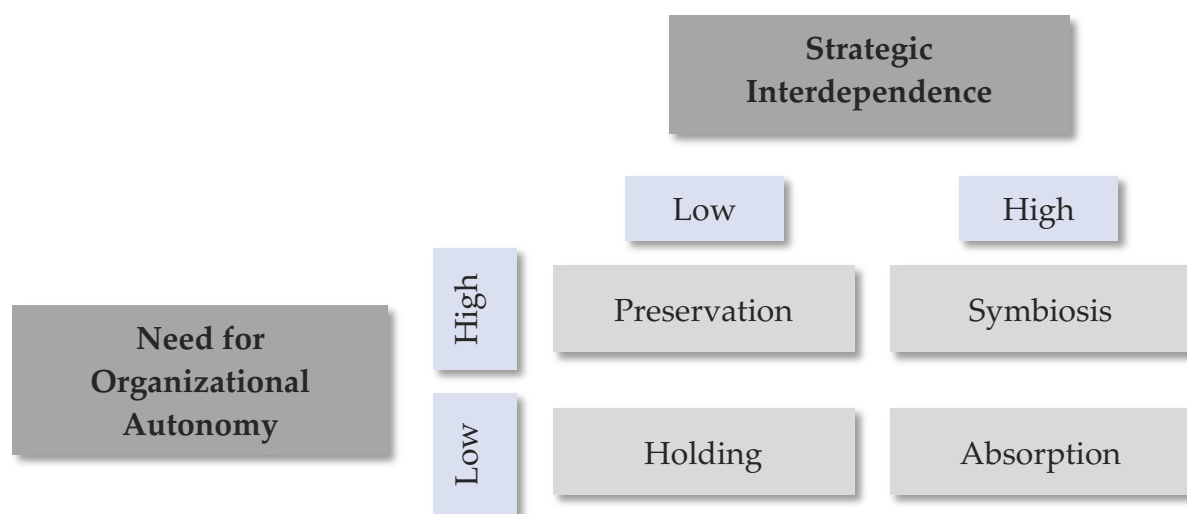 Strategic
Interdependence
Low
High
High
Preservation
Symbiosis
Need for
Organizational
Autonomy
Low
Holding
Absorption